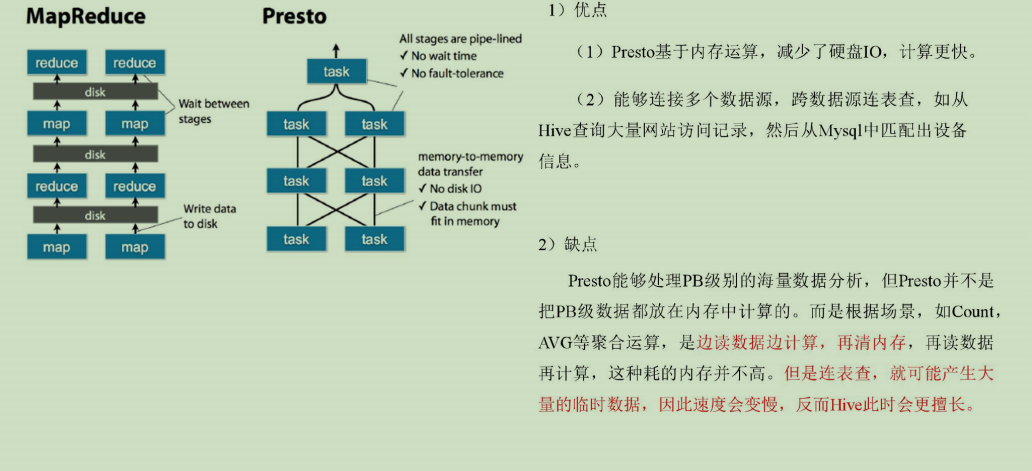 MapReduce
reduce
reduce
disk
Wait between
stages
map
map
disk
reduce
reduce
disk
Write data
to disk
map
map
Presto
All stages are pipe-lined
✓ No wait time
✓ No fault-tolerance
task
task
task
memory-to-memory
data transfer
✓ No disk IO
✓ Data chunk must
fit in memory
task
task
task
task
1）优点
（1）Presto基于内存运算，减少了硬盘IO，计算更快。
（2）能够连接多个数据源，跨数据源连表查，如从
Hive查询大量网站访问记录，然后从Mysql中匹配出设备
信息。
2）缺点
Presto能够处理PB级别的海量数据分析，但Presto并不是
把PB级数据都放在内存中计算的。而是根据场景，如Count，
AVG等聚合运算，是边读数据边计算，再清内存，再读数据
再计算，这种耗的内存并不高。但是连表查，就可能产生大
量的临时数据，因此速度会变慢，反而Hive此时会更擅长。